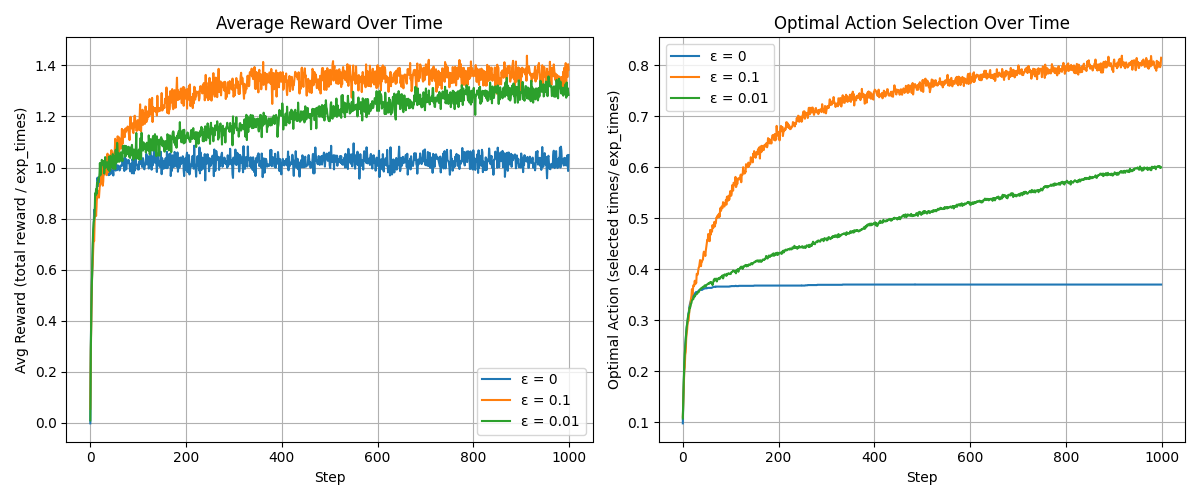 Average Reward Over Time
Avg Reward (total reward / exp_times)
1.4
1.2
1.0
0.8
0.6
0.4
0.2
0.0
0 200 400 600 800 1000
Step
ε = 0
ε = 0.1
ε = 0.01
Optimal Action Selection Over Time
Optimal Action (selected times/ exp_times)
0.8
0.7
0.6
0.5
0.4
0.3
0.2
0.1
0 200 400 600 800 1000
Step
ε = 0
ε = 0.1
ε = 0.01